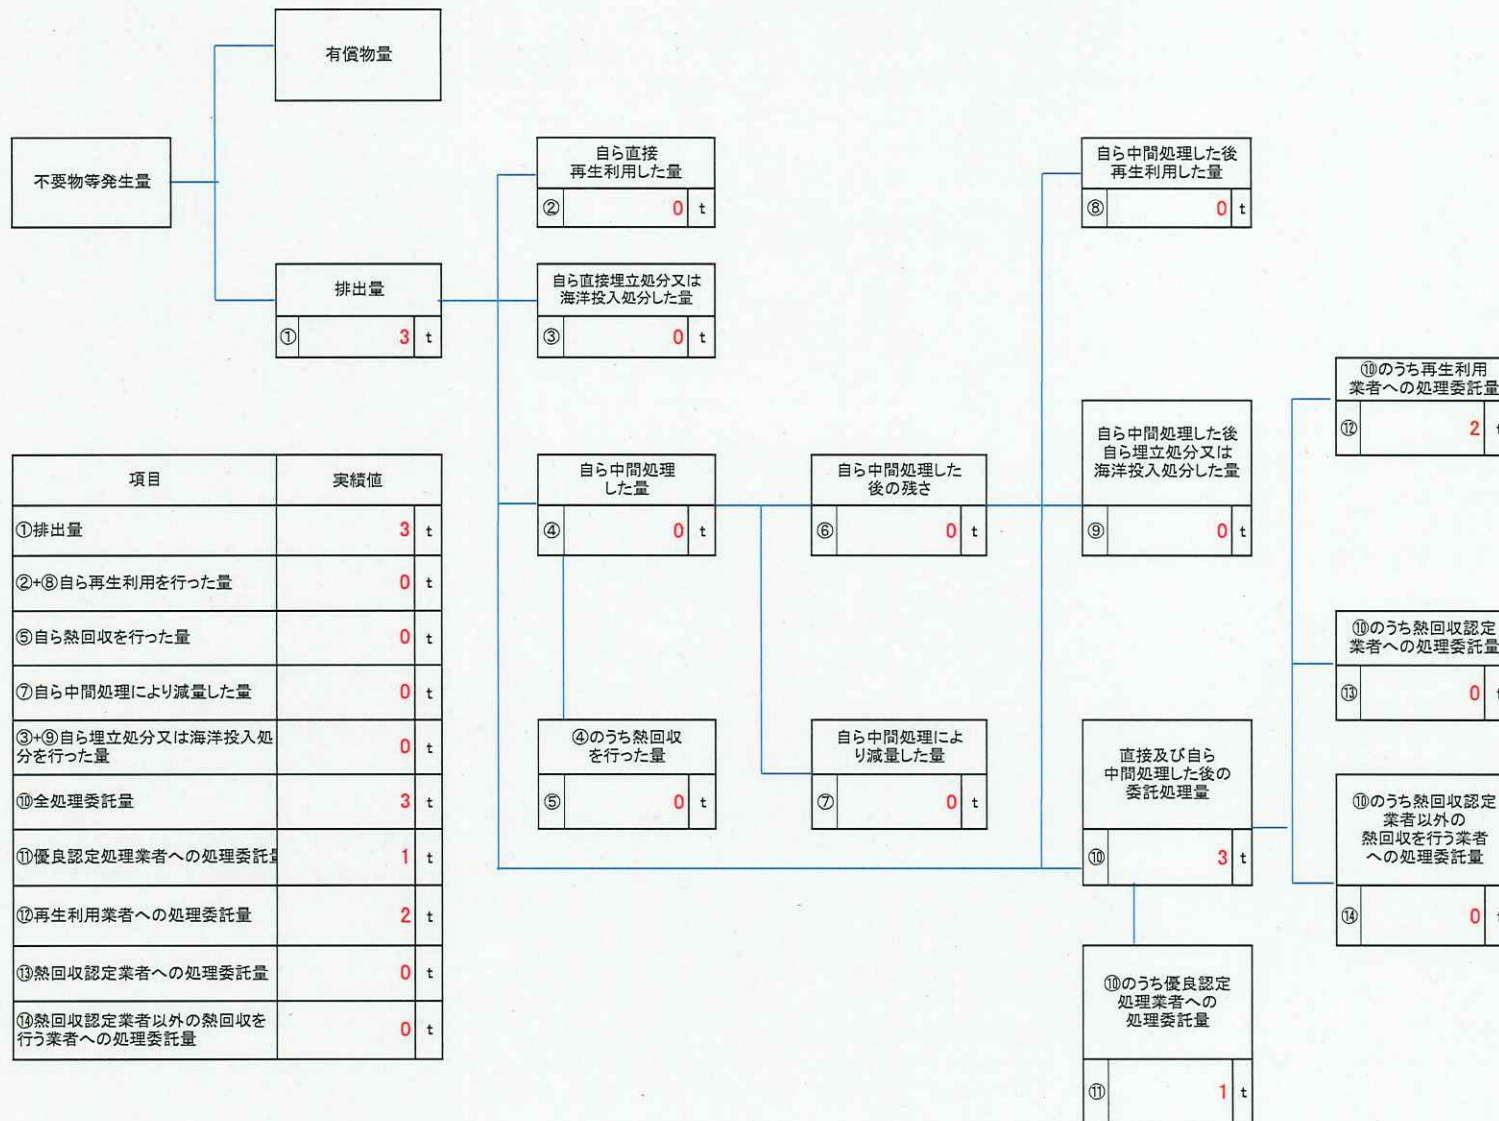 有償物量
不要物等発生量
排出量
① 3 t
自ら直接
再生利用した量
② 0 t
自ら直接埋立処分又は
海洋投入処分した量
③ 0 t
自ら中間処理
した量
④ 0 t
④のうち熱回収
を行った量
⑤ 0 t
自ら中間処理した
後の残さ
⑥ 0 t
自ら中間処理によ
り減量した量
⑦ 0 t
自ら中間処理した後
再生利用した量
⑧ 0 t
自ら中間処理した後
自ら埋立処分又は
海洋投入処分した量
⑨ 0 t
直接及び自ら
中間処理した後の
委託処理量
⑩ 3 t
⑩のうち優良認定
処理業者への
処理委託量
⑪ 1 t
⑩のうち再生利用
業者への処理委託量
⑫ 2 t
⑩のうち熱回収認定
業者への処理委託量
⑬ 0 t
⑩のうち熱回収認定
業者以外の
熱回収を行う業者
への処理委託量
⑭ 0 t
項目 実績値
①排出量 3 t
②+⑧自ら再生利用を行った量 0 t
⑤自ら熱回収を行った量 0 t
⑦自ら中間処理により減量した量 0 t
③+⑨自ら埋立処分又は海洋投入処
分を行った量 0 t
⑩全処理委託量 3 t
⑪優良認定処理業者への処理委託量 1 t
⑫再生利用業者への処理委託量 2 t
⑬熱回収認定業者への処理委託量 0 t
⑭熱回収認定業者以外の熱回収を
行う業者への処理委託量 0 t